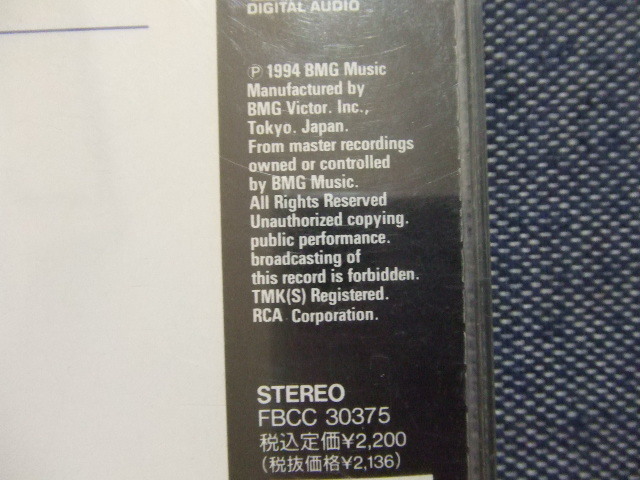 DIGITAL AUDIO
℗ 1994 BMG Music
Manufactured by
BMG Victor. Inc.,
Tokyo. Japan.
From master recordings
owned or controlled
by BMG Music.
All Rights Reserved
Unauthorized copying.
public performance.
broadcasting of
this record is forbidden.
TMK(S) Registered.
RCA Corporation.
STEREO
FBCC 30375
税込定価¥2,200
(税抜価格¥2,136)